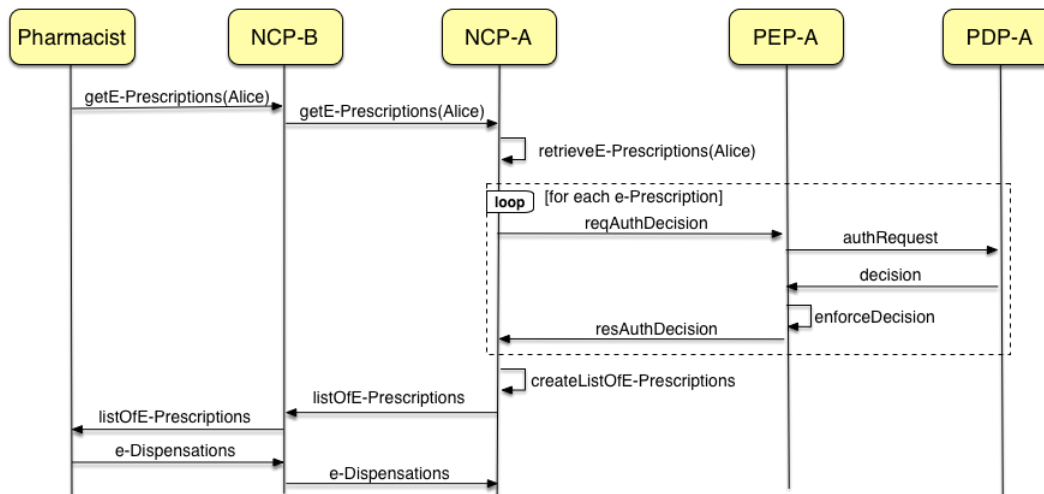 Pharmacist
NCP-B
NCP-A
PEP-A
PDP-A
getE-Prescriptions(Alice)
getE-Prescriptions(Alice)
retrieveE-Prescriptions(Alice)
loop
[for each e-Prescription]
reqAuthDecision
authRequest
decision
enforceDecision
resAuthDecision
createListOfE-Prescriptions
listOfE-Prescriptions
listOfE-Prescriptions
e-Dispensations
e-Dispensations